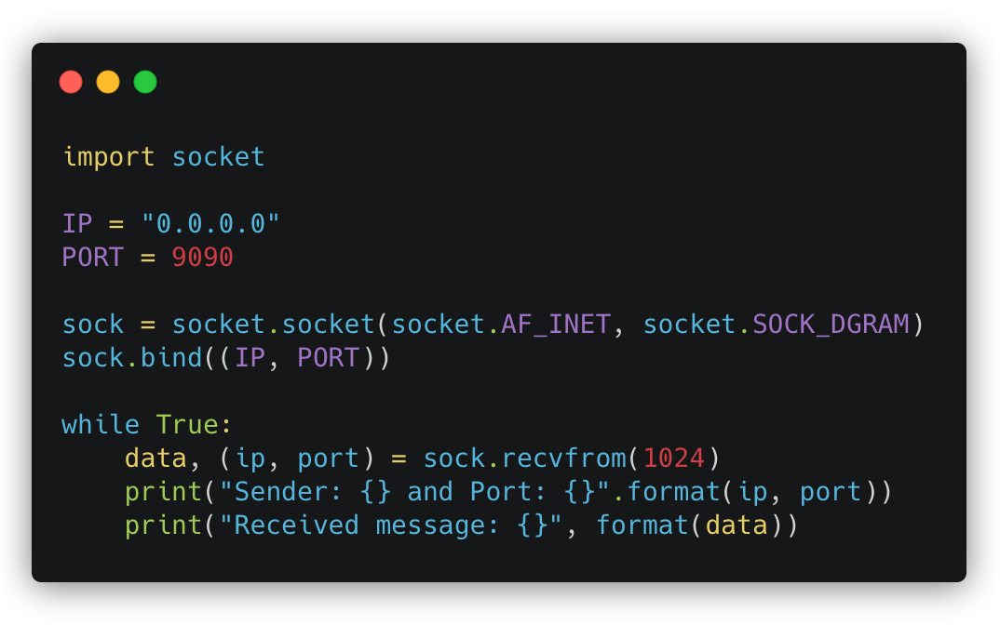 import socket

IP = "0.0.0.0"
PORT = 9090

sock = socket.socket(socket.AF_INET, socket.SOCK_DGRAM)
sock.bind((IP, PORT))

while True:
    data, (ip, port) = sock.recvfrom(1024)
    print("Sender: {} and Port: {}".format(ip, port))
    print("Received message: {}", format(data))